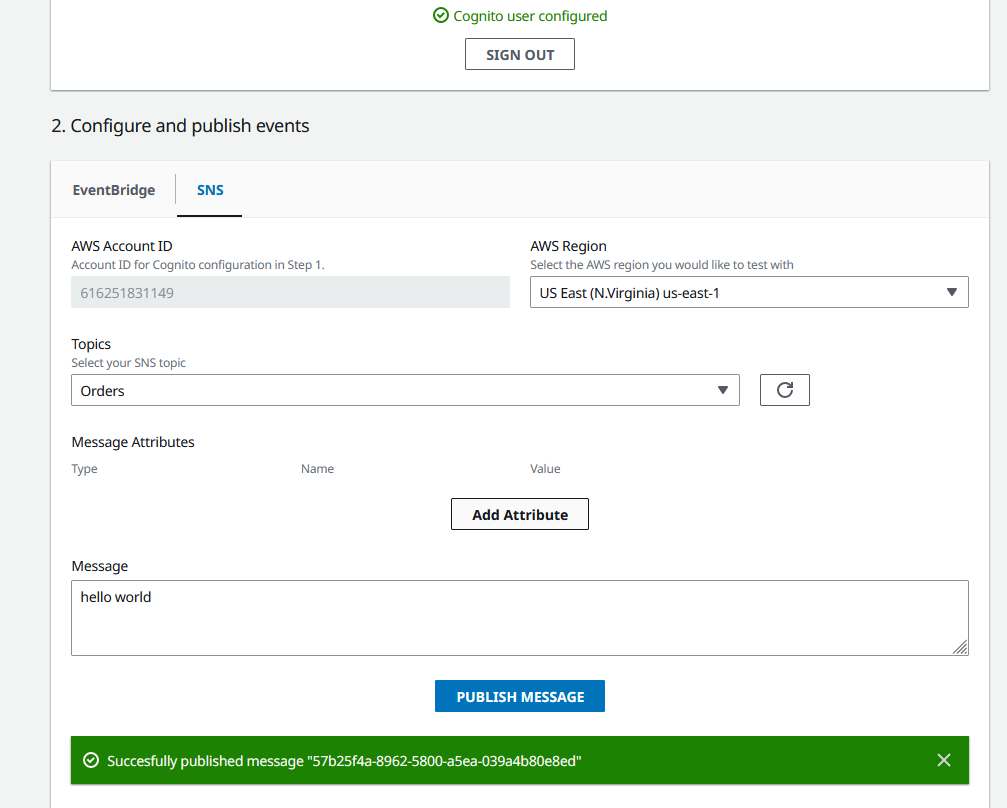 Cognito user configured
SIGN OUT
2. Configure and publish events
EventBridge
SNS
AWS Account ID
Account ID for Cognito configuration in Step 1.
616251831149
AWS Region
Select the AWS region you would like to test with
US East (N.Virginia) us-east-1
Topics
Select your SNS topic
Orders
Message Attributes
Type Name Value
Add Attribute
Message
hello world
PUBLISH MESSAGE
Succesfully published message "57b25f4a-8962-5800-a5ea-039a4b80e8ed"